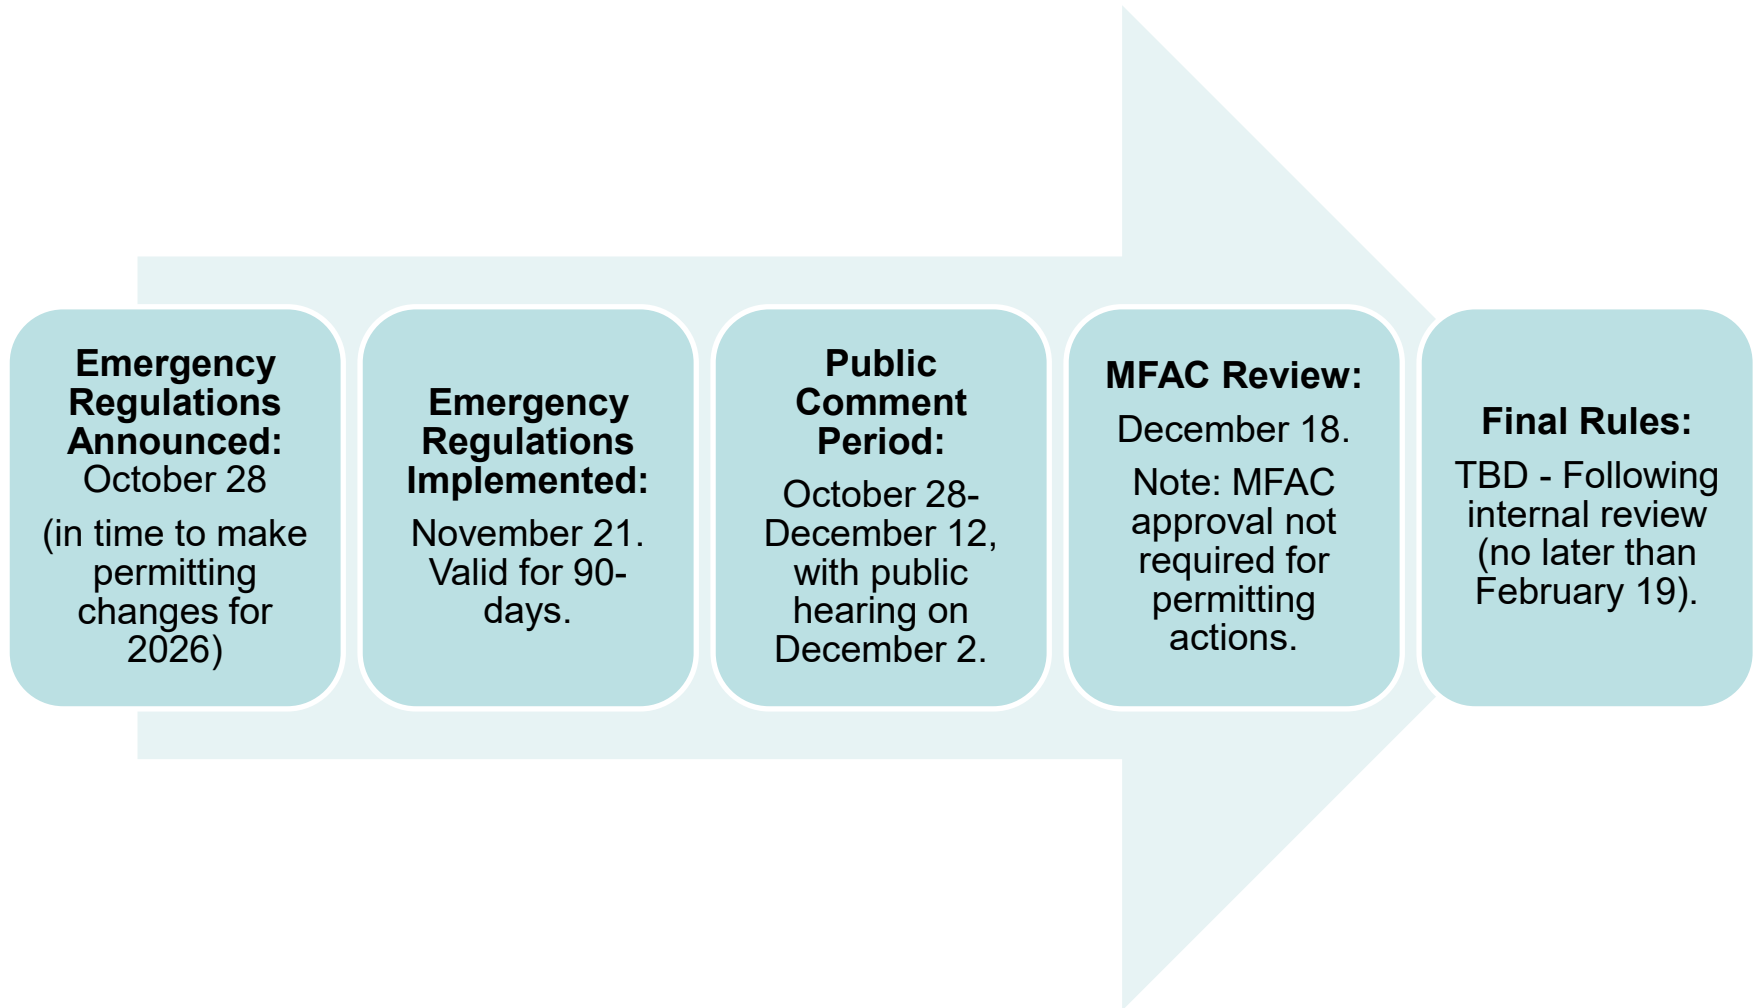 Emergency
Regulations
Announced:
October 28
(in time to make
permitting
changes for
2026)
Emergency
Regulations
Implemented:
November 21.
Valid for 90-
days.
Public
Comment
Period:
October 28-
December 12,
with public
hearing on
December 2.
MFAC Review:
December 18.
Note: MFAC
approval not
required for
permitting
actions.
Final Rules:
TBD - Following
internal review
(no later than
February 19).